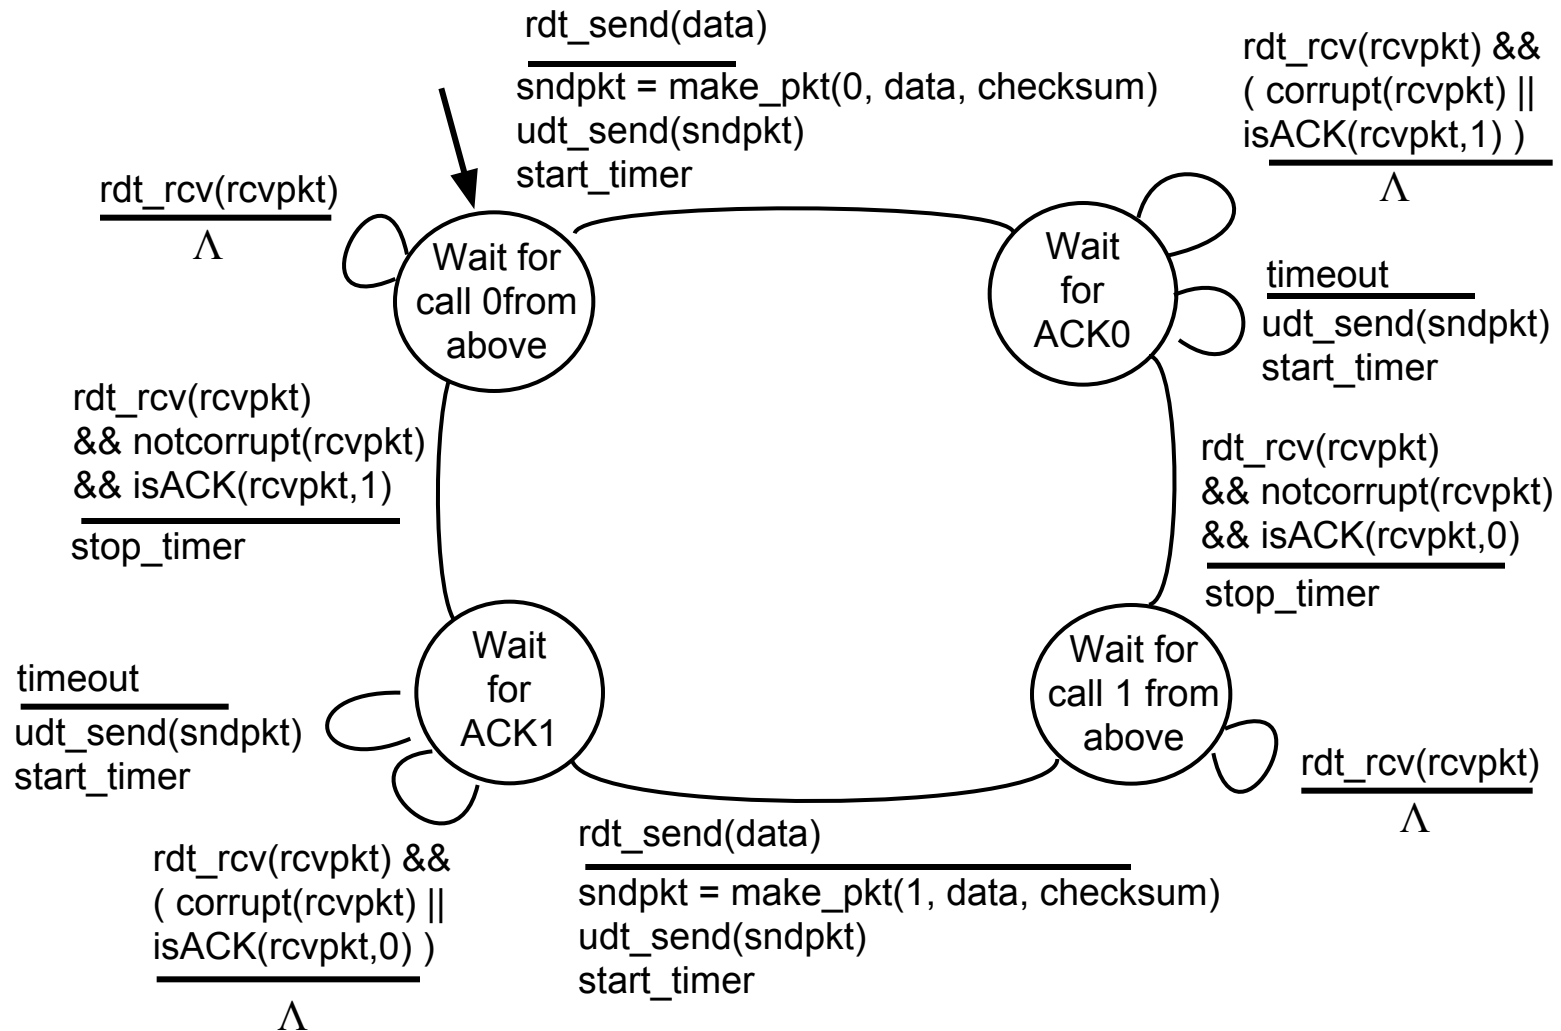 rdt_send(data)
sndpkt = make_pkt(0, data, checksum)
udt_send(sndpkt)
start_timer
rdt_rcv(rcvpkt) &&
( corrupt(rcvpkt) ||
isACK(rcvpkt,1) )
Λ
rdt_rcv(rcvpkt)
Λ
Wait for
call 0from
above
Wait
for
ACK0
timeout
udt_send(sndpkt)
start_timer
rdt_rcv(rcvpkt)
&& notcorrupt(rcvpkt)
&& isACK(rcvpkt,1)
stop_timer
rdt_rcv(rcvpkt)
&& notcorrupt(rcvpkt)
&& isACK(rcvpkt,0)
stop_timer
Wait
for
ACK1
Wait for
call 1 from
above
timeout
udt_send(sndpkt)
start_timer
rdt_rcv(rcvpkt)
Λ
rdt_rcv(rcvpkt) &&
( corrupt(rcvpkt) ||
isACK(rcvpkt,0) )
Λ
rdt_send(data)
sndpkt = make_pkt(1, data, checksum)
udt_send(sndpkt)
start_timer